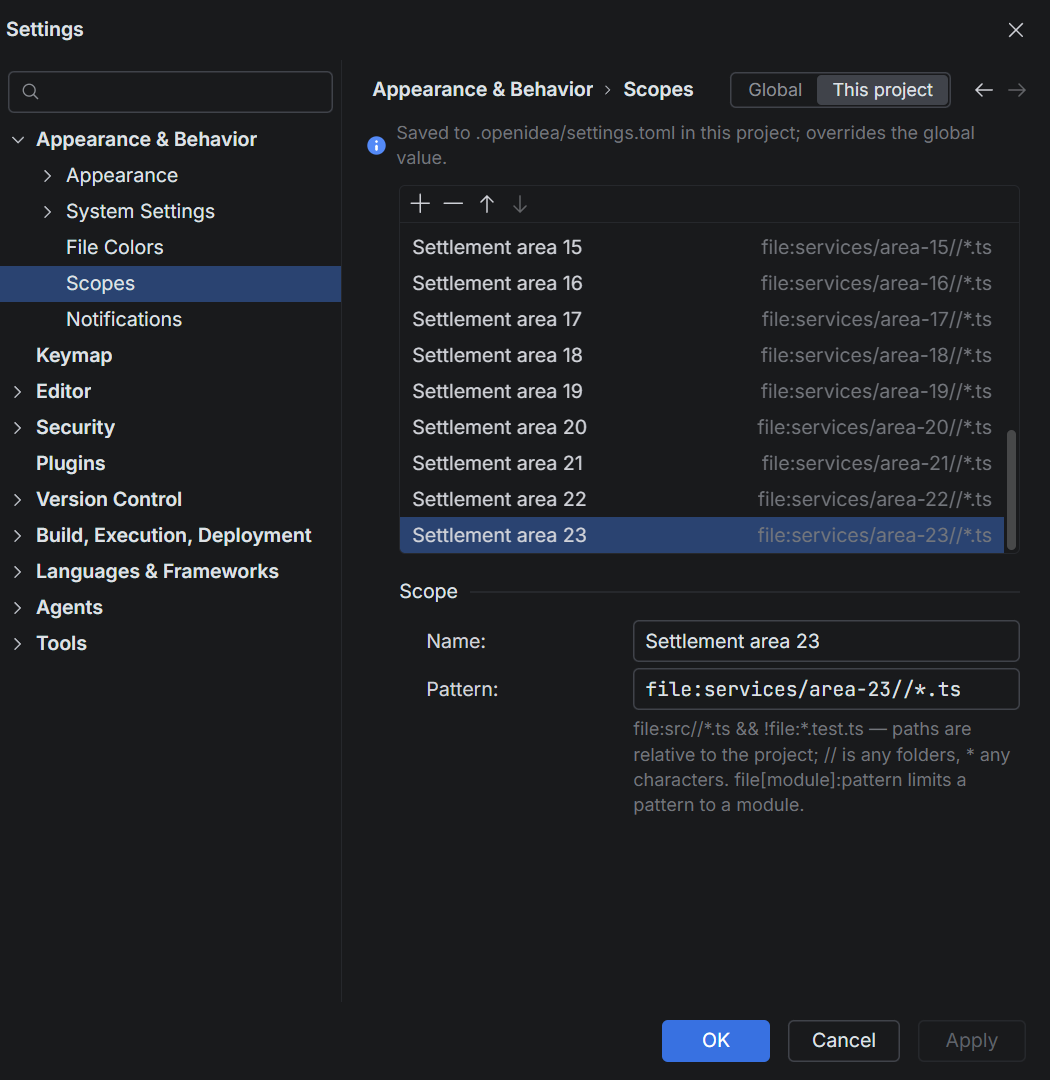 Settings
Appearance & Behavior
Appearance
System Settings
File Colors
Scopes
Notifications
Keymap
Editor
Security
Plugins
Version Control
Build, Execution, Deployment
Languages & Frameworks
Agents
Tools
Appearance & Behavior › Scopes Global This project
Saved to .openidea/settings.toml in this project; overrides the global
value.
Settlement area 15 file:services/area-15//*.ts
Settlement area 16 file:services/area-16//*.ts
Settlement area 17 file:services/area-17//*.ts
Settlement area 18 file:services/area-18//*.ts
Settlement area 19 file:services/area-19//*.ts
Settlement area 20 file:services/area-20//*.ts
Settlement area 21 file:services/area-21//*.ts
Settlement area 22 file:services/area-22//*.ts
Settlement area 23 file:services/area-23//*.ts
Scope
Name: Settlement area 23
Pattern: file:services/area-23//*.ts
file:src//*.ts && !file:*.test.ts — paths are
relative to the project; // is any folders, * any
characters. file[module]:pattern limits a
pattern to a module.
OK Cancel Apply